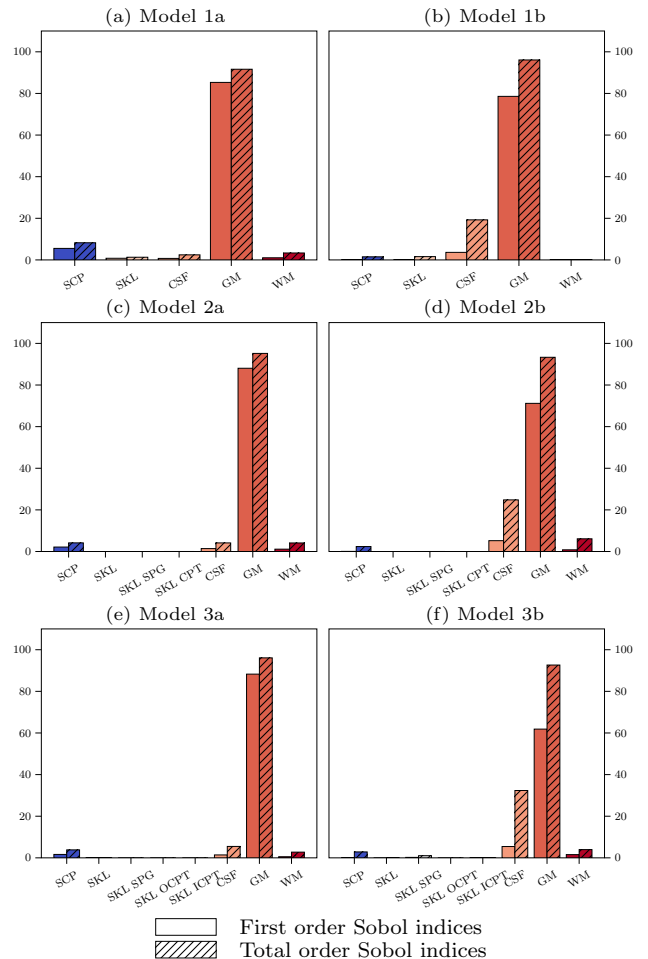 (a) Model 1a
(b) Model 1b
100
80
60
40
20
0
SCP
SKL
CSF
GM
WM
100
80
60
40
20
0
SCP
SKL
CSF
GM
WM
(c) Model 2a
(d) Model 2b
100
80
60
40
20
0
SCP
SKL
SKL SPG
SKL CPT
CSF
GM
WM
100
80
60
40
20
0
SCP
SKL
SKL SPG
SKL CPT
CSF
GM
WM
(e) Model 3a
(f) Model 3b
100
80
60
40
20
0
SCP
SKL
SKL SPG
SKL OCPT
SKL ICPT
CSF
GM
WM
100
80
60
40
20
0
SCP
SKL
SKL SPG
SKL OCPT
SKL ICPT
CSF
GM
WM
First order Sobol indices
Total order Sobol indices